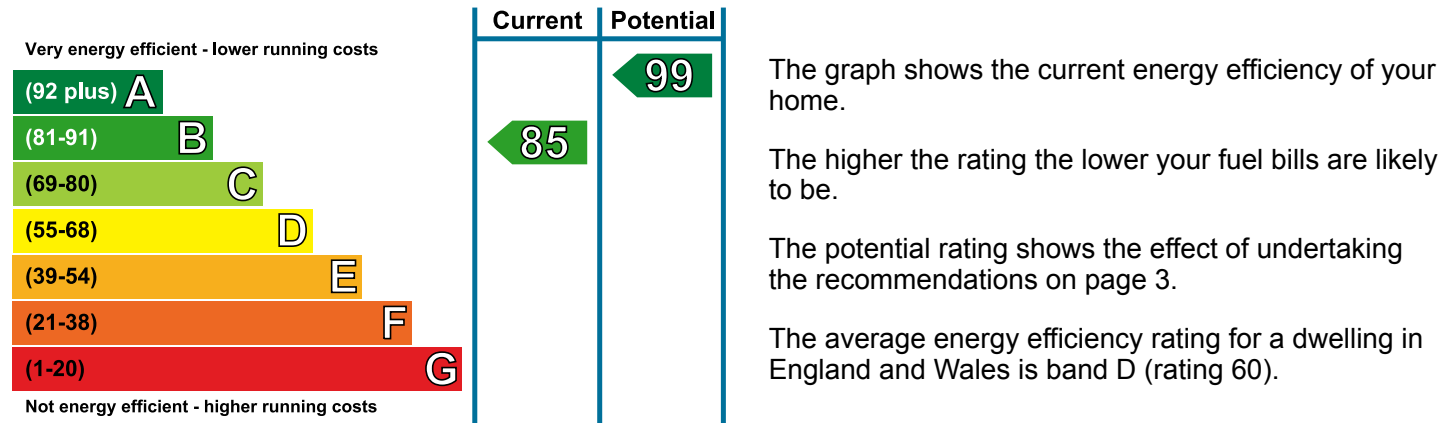 Current Potential
Very energy efficient - lower running costs
(92 plus) A
99
(81-91) B
85
(69-80) C
(55-68) D
(39-54) E
(21-38) F
(1-20) G
Not energy efficient - higher running costs
The graph shows the current energy efficiency of your
home.
The higher the rating the lower your fuel bills are likely
to be.
The potential rating shows the effect of undertaking
the recommendations on page 3.
The average energy efficiency rating for a dwelling in
England and Wales is band D (rating 60).